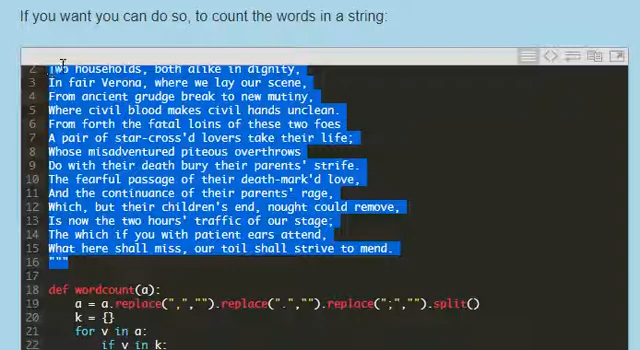 If you want you can do so, to count the words in a string:
2 Two households, both alike in dignity,
3 In fair Verona, where we lay our scene,
4 From ancient grudge break to new mutiny,
5 Where civil blood makes civil hands unclean.
6 From forth the fatal loins of these two foes
7 A pair of star-cross'd lovers take their life;
8 Whose misadventured piteous overthrows
9 Do with their death bury their parents' strife.
10 The fearful passage of their death-mark'd love,
11 And the continuance of their parents' rage,
12 Which, but their children's end, nought could remove,
13 Is now the two hours' traffic of our stage;
14 The which if you with patient ears attend,
15 What here shall miss, our toil shall strive to mend.
16 """
17
18 def wordcount(a):
19 a = a.replace(",","").replace(".","").replace(";","").split()
20 k = {}
21 for v in a:
22 if v in k: